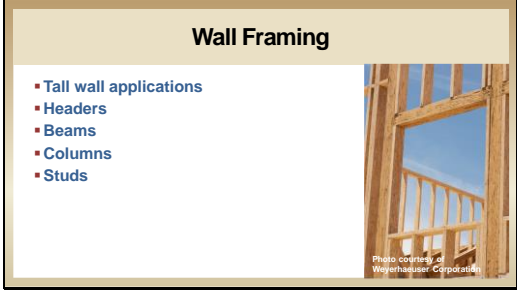 Wall Framing
▪ Tall wall applications
▪ Headers
▪ Beams
▪ Columns
▪ Studs
Photo courtesy of
Weyerhaeuser Corporation